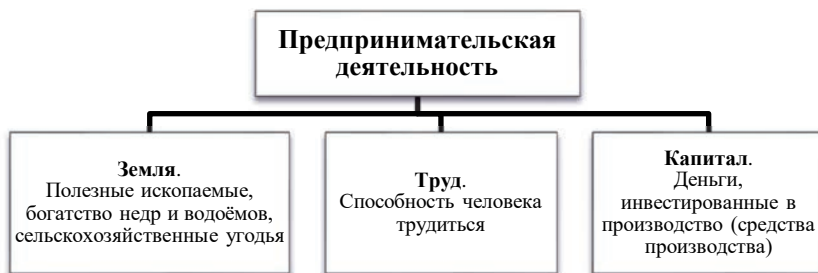 Предпринимательская
деятельность
Земля.
Полезные ископаемые,
богатство недр и водоёмов,
сельскохозяйственные угодья
Труд.
Способность человека
трудиться
Капитал.
Деньги,
инвестированные в
производство (средства
производства)